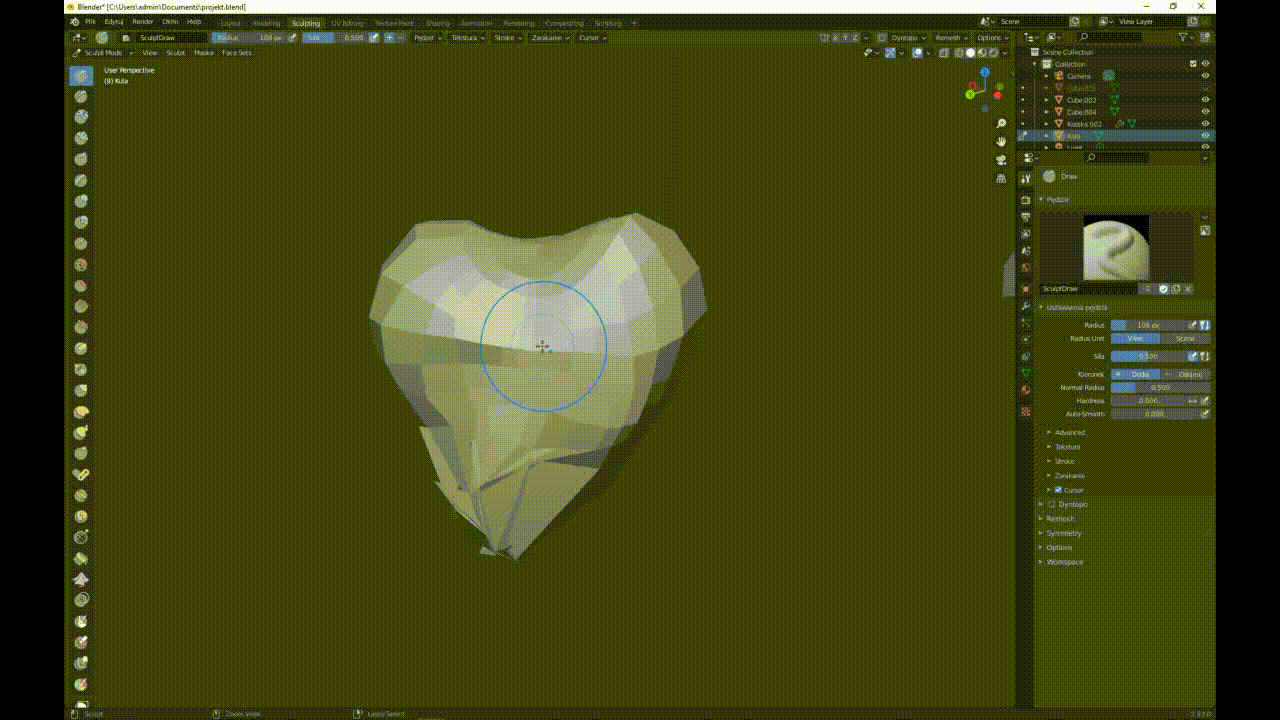 Blender* [C:\Users\admin\Documents\projekt.blend]
Plik Edytuj Render Okno Help Layout Modeling Sculpting UV Editing Texture Paint Shading Animation Rendering Compositing Scripting + Scene View Layer
SculptDraw Radius 108 px Siła 0.500 Pędzel Tekstura Stroke Zanikanie Cursor X Y Z Dyntopo Remesh Options
Sculpt Mode View Sculpt Maska Face Sets
User Perspective
(9) Kula
Scene Collection
Collection
Camera
Cube.002
Cube.004
Kostka.002
Kula
Light
Draw
Pędzle
SculptDraw
Ustawienia pędzla
Radius 108 px
Radius Unit View Scena
Siła 0.500
Kierunek + Dodaj − Odejmij
Normal Radius 0.500
Hardness 0.000
Auto-Smooth 0.000
Advanced
Tekstura
Stroke
Zanikanie
Cursor
Dyntopo
Remesh
Symmetry
Options
Workspace
Sculpt Zoom View Lasso Select 2.92.0